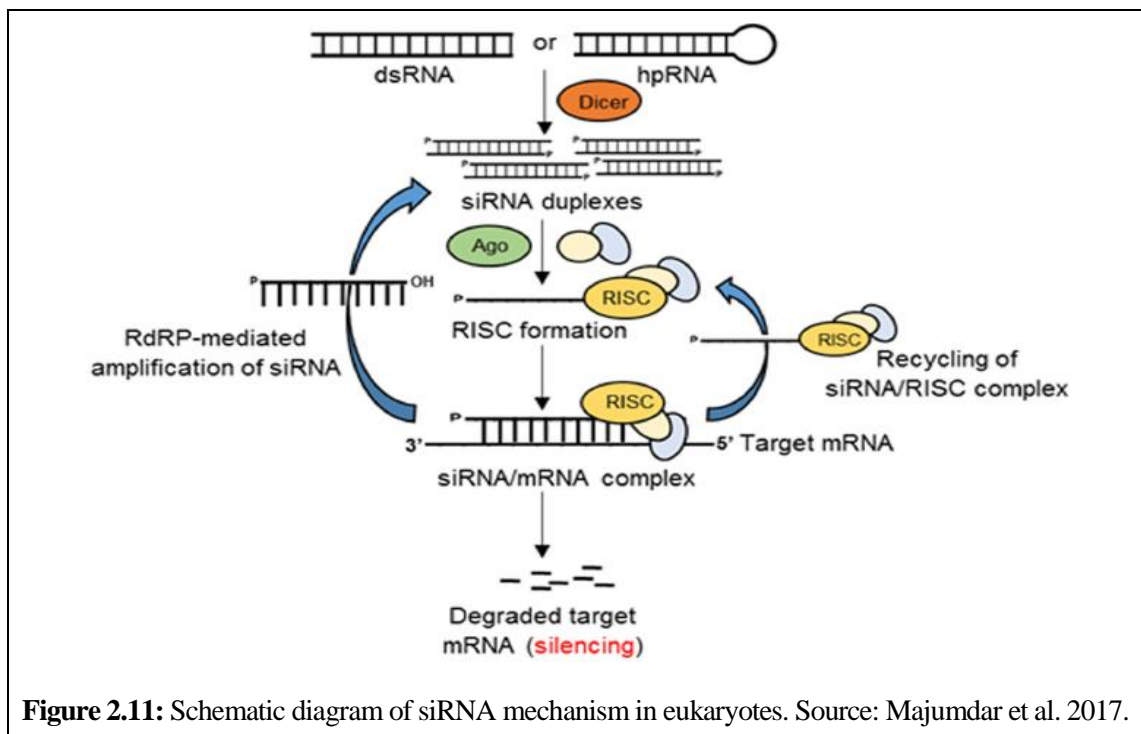 or
dsRNA
hpRNA
Dicer
P
P
P
P
P
P
P
P
siRNA duplexes
Ago
P
OH
P
RISC
RISC formation
RdRP-mediated
amplification of siRNA
P
RISC
Recycling of
siRNA/RISC complex
P
RISC
3'
5' Target mRNA
siRNA/mRNA complex
Degraded target
mRNA (silencing)
Figure 2.11: Schematic diagram of siRNA mechanism in eukaryotes. Source: Majumdar et al. 2017.